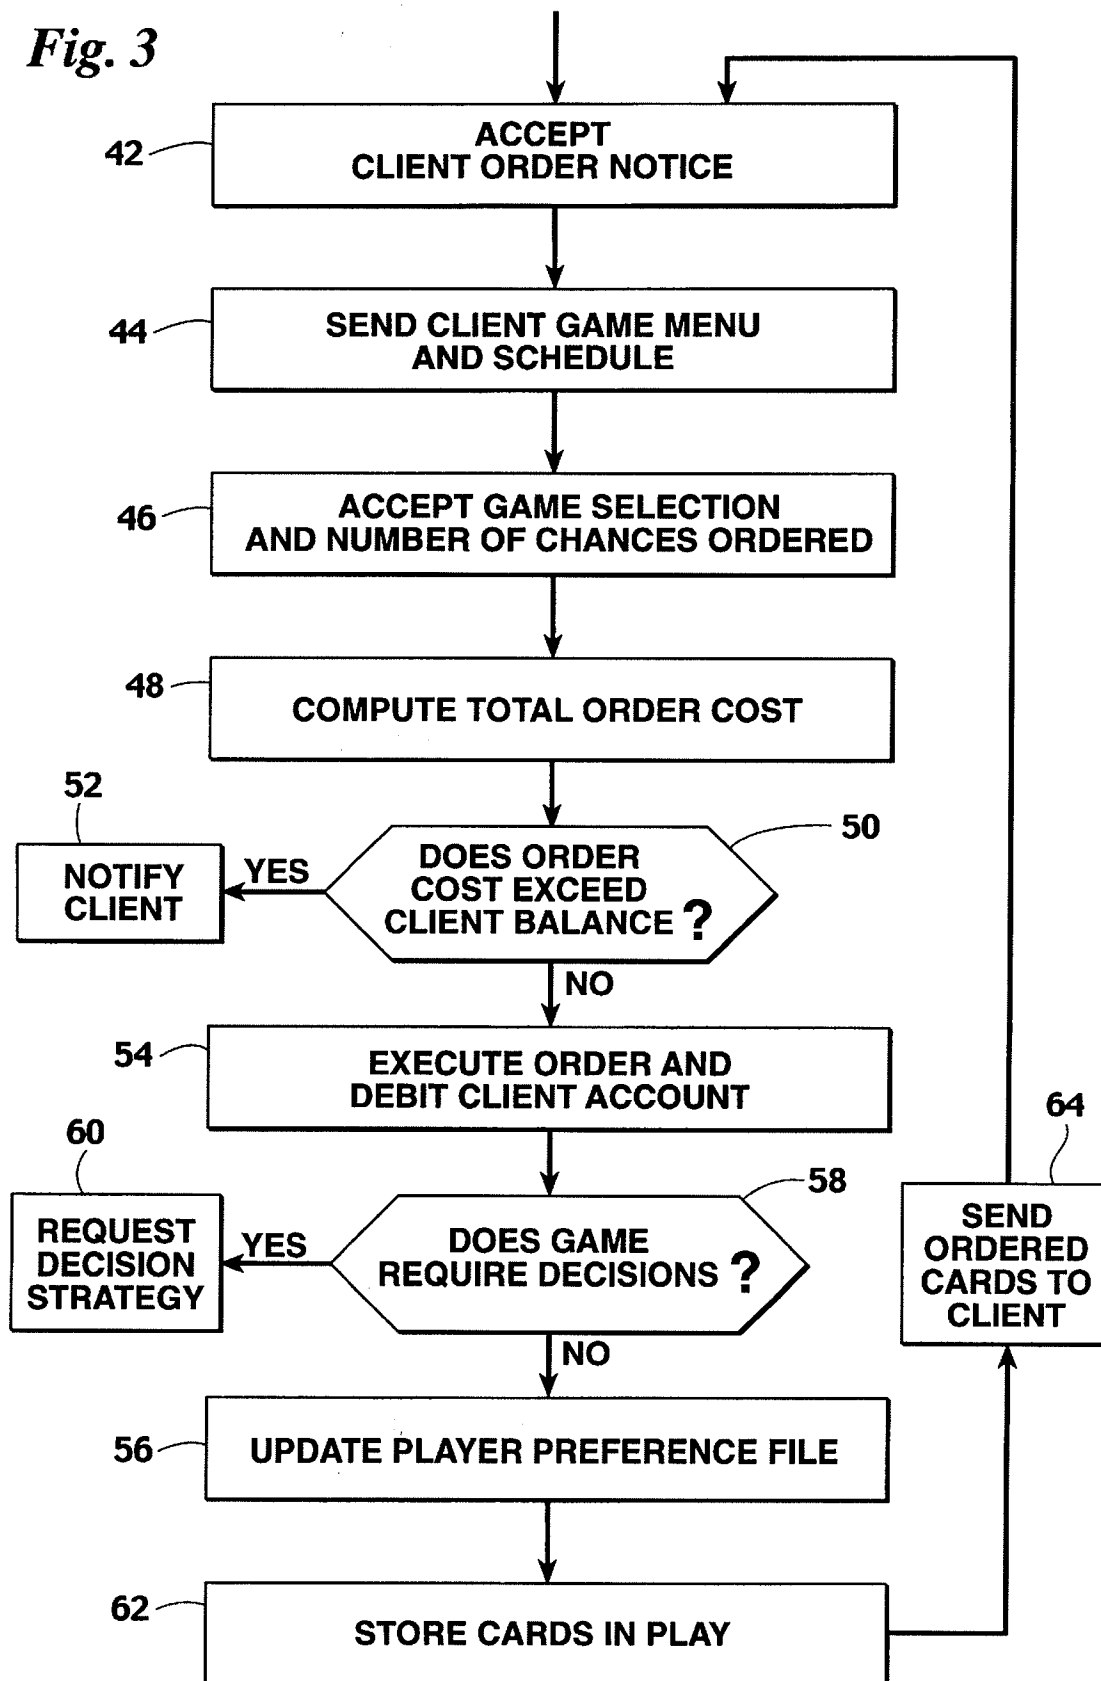 Fig. 3
42
ACCEPT
CLIENT ORDER NOTICE
44
SEND CLIENT GAME MENU
AND SCHEDULE
46
ACCEPT GAME SELECTION
AND NUMBER OF CHANCES ORDERED
48
COMPUTE TOTAL ORDER COST
52
NOTIFY
CLIENT
YES
50
DOES ORDER
COST EXCEED
CLIENT BALANCE ?
NO
54
EXECUTE ORDER AND
DEBIT CLIENT ACCOUNT
60
REQUEST
DECISION
STRATEGY
YES
58
DOES GAME
REQUIRE DECISIONS ?
NO
64
SEND
ORDERED
CARDS TO
CLIENT
56
UPDATE PLAYER PREFERENCE FILE
62
STORE CARDS IN PLAY